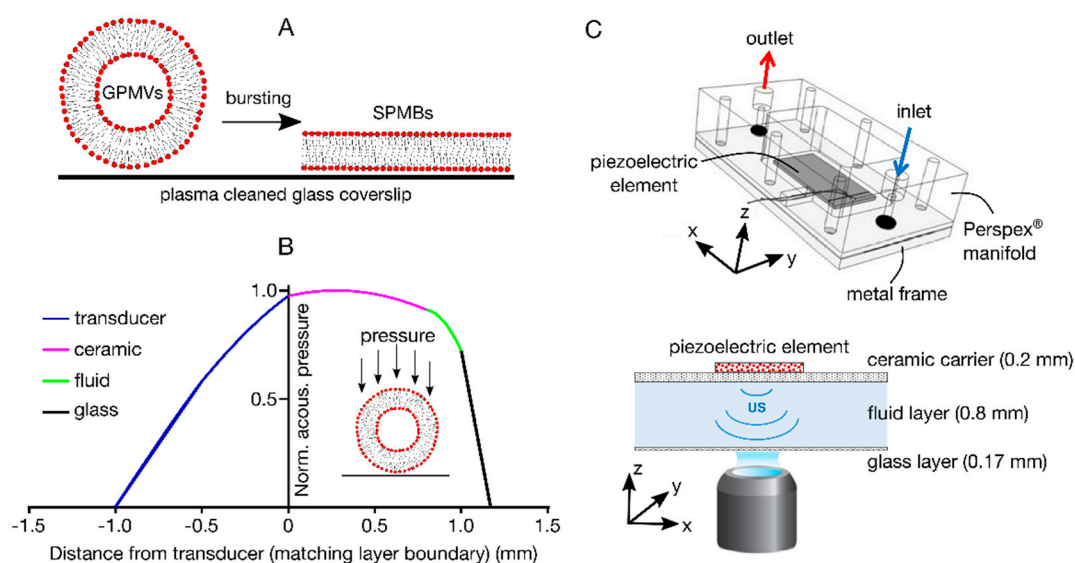 A
GPMVs
bursting
SPMBs
plasma cleaned glass coverslip
B
1.0
0.5
Norm. acous. pressure
transducer
ceramic
fluid
glass
pressure
-1.5
-1.0
-0.5
0
0.5
1.0
1.5
Distance from transducer (matching layer boundary) (mm)
C
outlet
inlet
piezoelectric
element
z
x
y
Perspex®
manifold
metal frame
piezoelectric element
ceramic carrier (0.2 mm)
US
fluid layer (0.8 mm)
glass layer (0.17 mm)
z
y
x